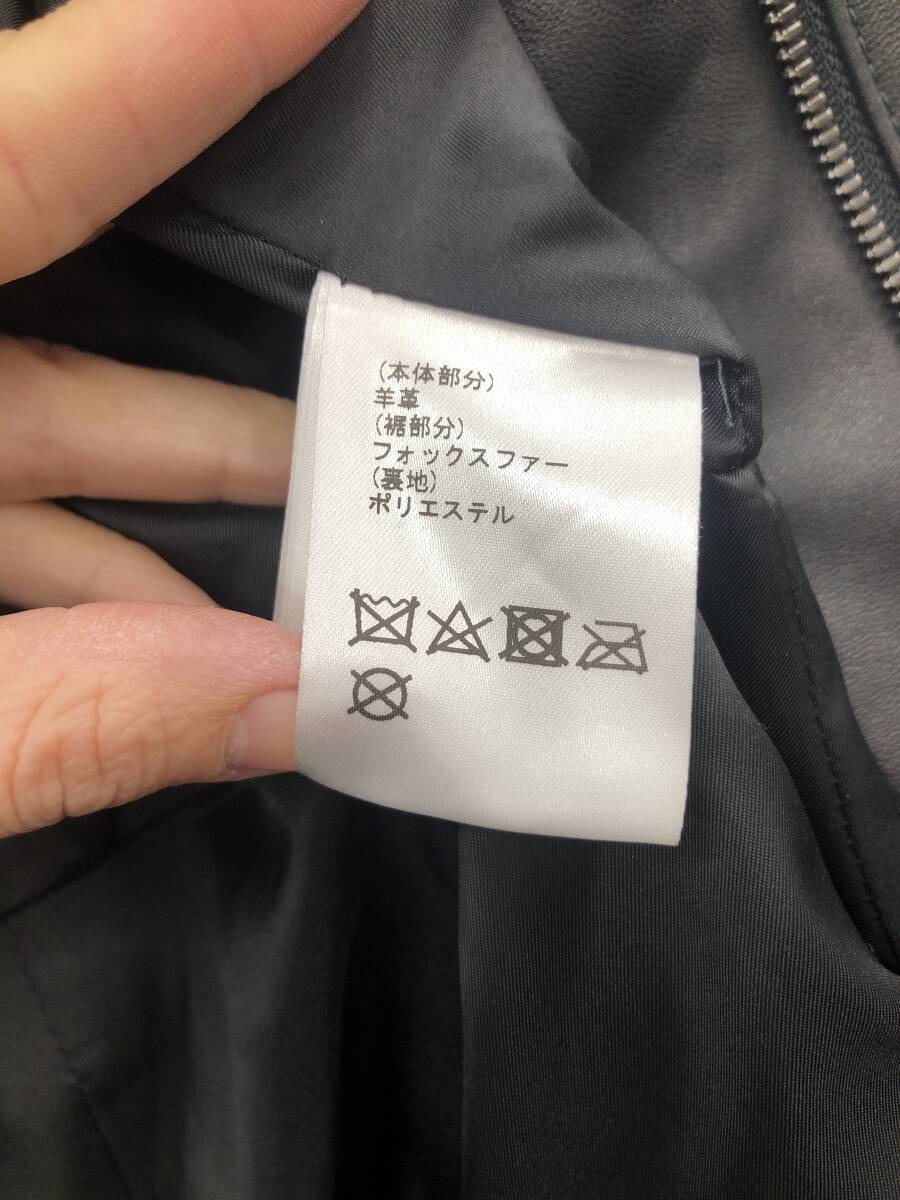 (本体部分)
羊革
(裾部分)
フォックスファー
(裏地)
ポリエステル